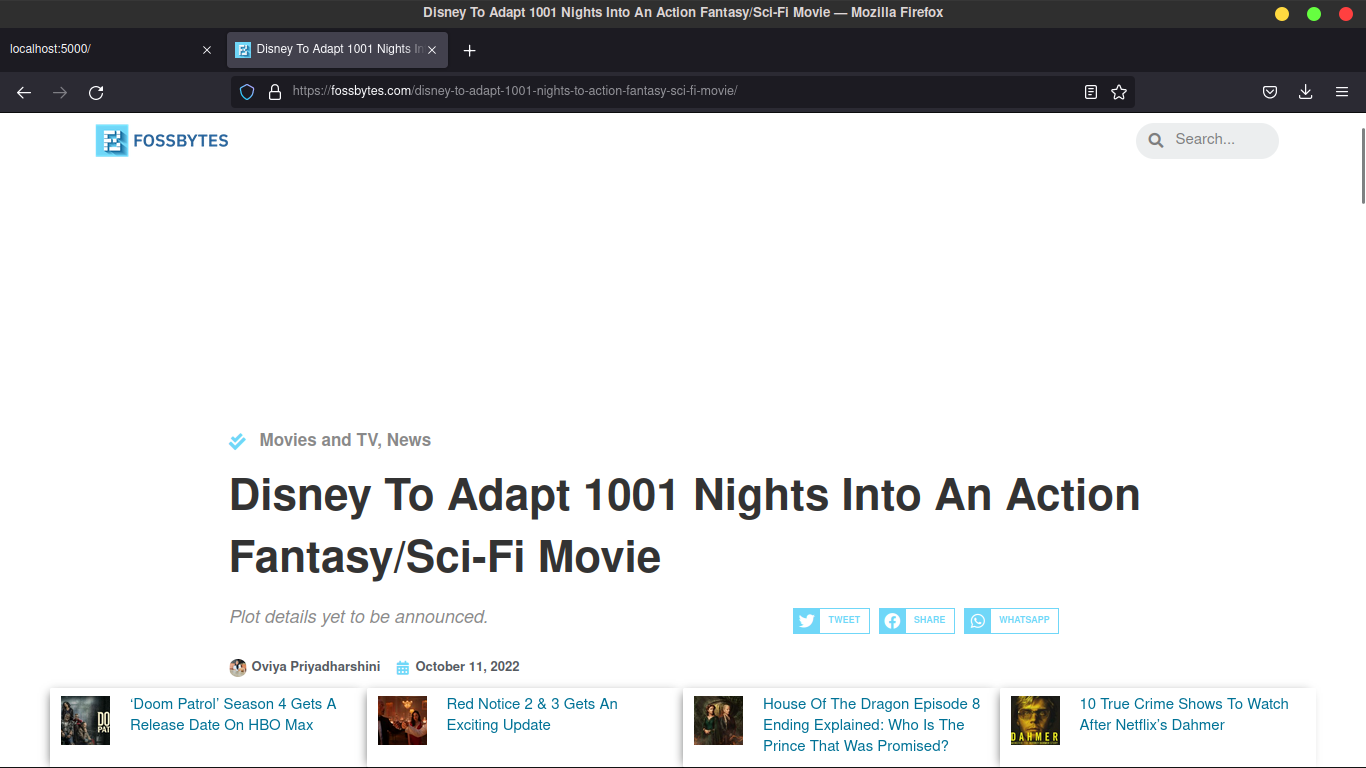 Disney To Adapt 1001 Nights Into An Action Fantasy/Sci-Fi Movie — Mozilla Firefox
localhost:5000/
Disney To Adapt 1001 Nights In
https://fossbytes.com/disney-to-adapt-1001-nights-to-action-fantasy-sci-fi-movie/
FOSSBYTES
Search...
Movies and TV, News
Disney To Adapt 1001 Nights Into An Action
Fantasy/Sci-Fi Movie
Plot details yet to be announced.
TWEET
SHARE
WHATSAPP
Oviya Priyadharshini
October 11, 2022
‘Doom Patrol’ Season 4 Gets A
Release Date On HBO Max
Red Notice 2 & 3 Gets An
Exciting Update
House Of The Dragon Episode 8
Ending Explained: Who Is The
Prince That Was Promised?
DAHMER
10 True Crime Shows To Watch
After Netflix’s Dahmer